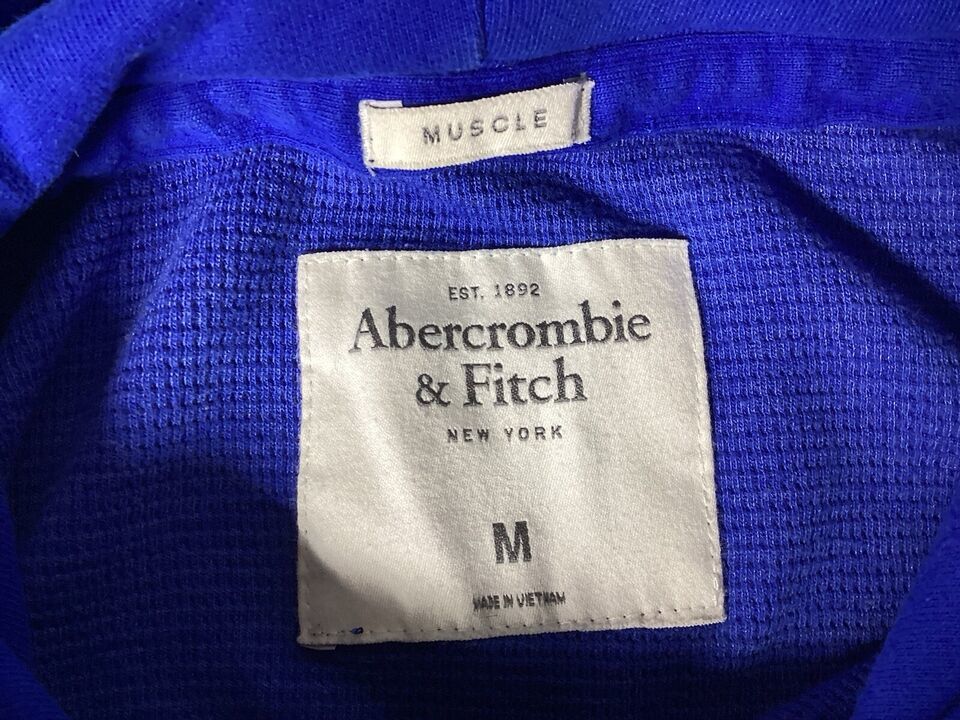 MUSCLE
EST. 1892
Abercrombie
& Fitch
NEW YORK
M
MADE IN VIETNAM